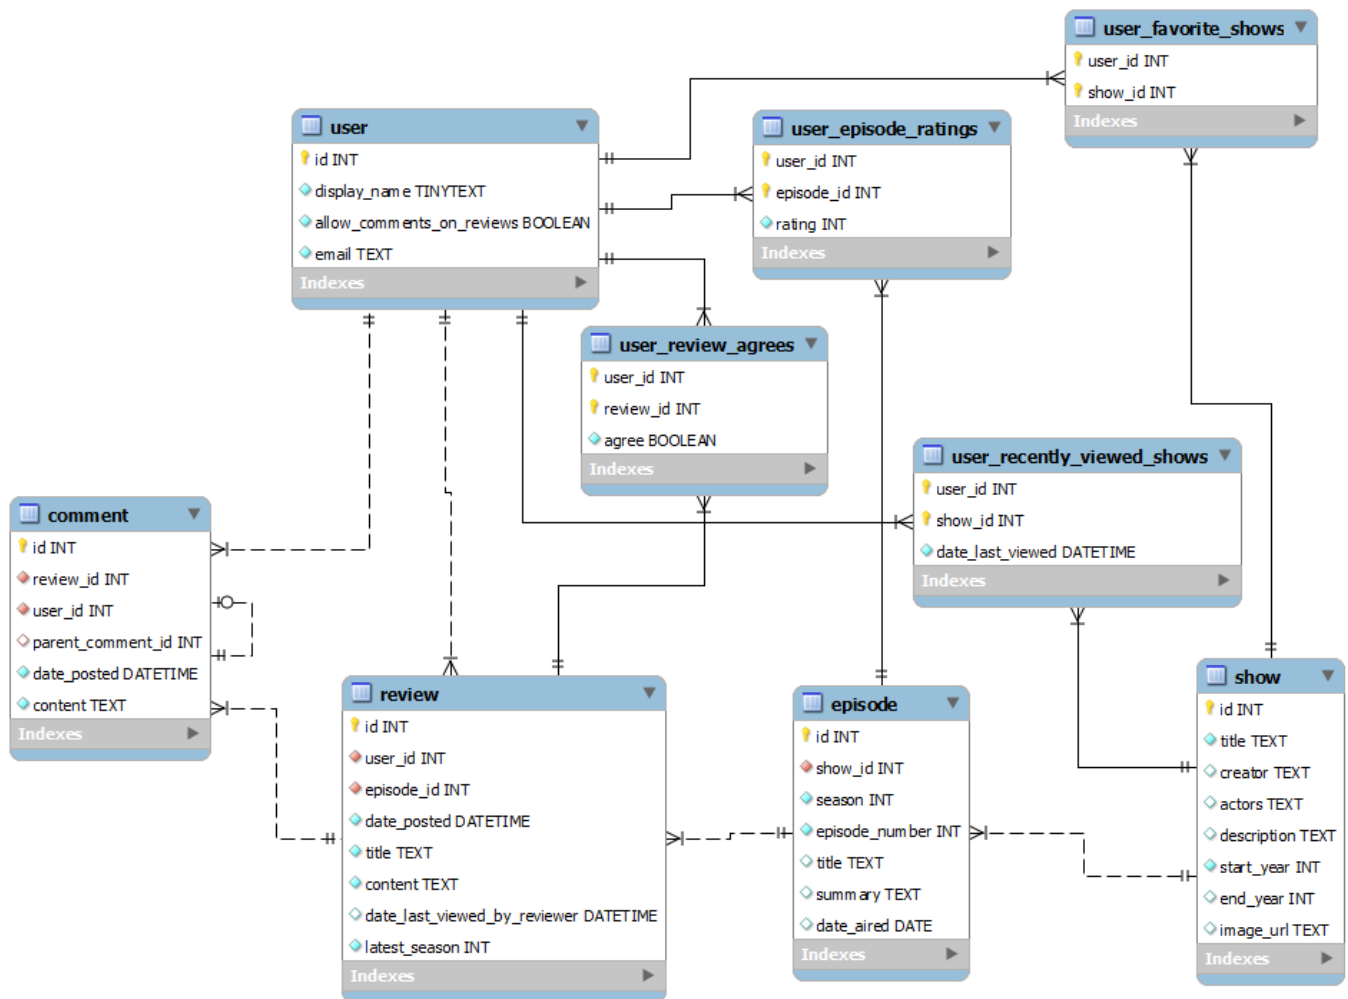 user_favorite_shows
user_id INT
show_id INT
Indexes
user
id INT
display_name TINYTEXT
allow_comments_on_reviews BOOLEAN
email TEXT
Indexes
user_episode_ratings
user_id INT
episode_id INT
rating INT
Indexes
user_review_agrees
user_id INT
review_id INT
agree BOOLEAN
Indexes
user_recently_viewed_shows
user_id INT
show_id INT
date_last_viewed DATETIME
Indexes
comment
id INT
review_id INT
user_id INT
parent_comment_id INT
date_posted DATETIME
content TEXT
Indexes
review
id INT
user_id INT
episode_id INT
date_posted DATETIME
title TEXT
content TEXT
date_last_viewed_by_reviewer DATETIME
latest_season INT
Indexes
episode
id INT
show_id INT
season INT
episode_number INT
title TEXT
summary TEXT
date_aired DATE
Indexes
show
id INT
title TEXT
creator TEXT
actors TEXT
description TEXT
start_year INT
end_year INT
image_url TEXT
Indexes